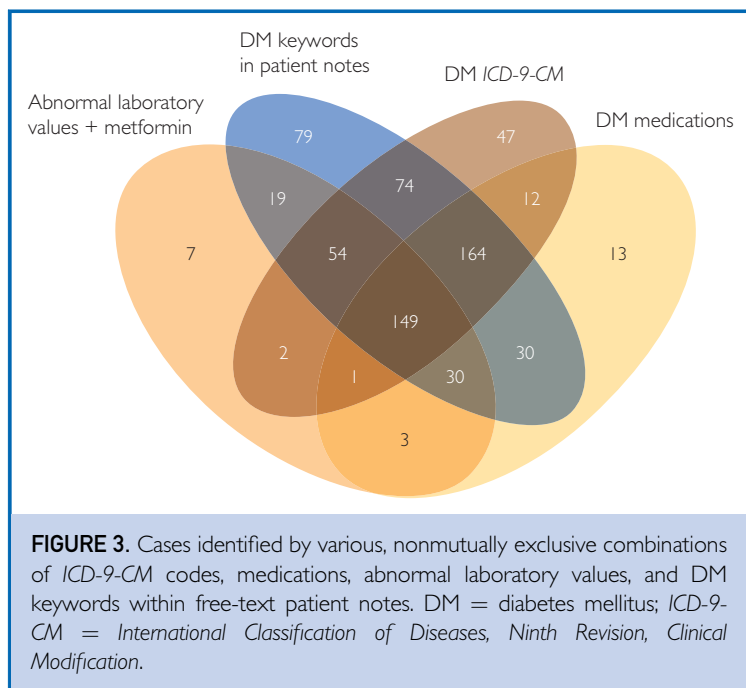 DM keywords
in patient notes
DM ICD-9-CM
Abnormal laboratory
values + metformin
DM medications
79
47
19
74
12
7
54
164
13
149
2
1
30
30
3
FIGURE 3. Cases identified by various, nonmutually exclusive combinations
of ICD-9-CM codes, medications, abnormal laboratory values, and DM
keywords within free-text patient notes. DM = diabetes mellitus; ICD-9-
CM = International Classification of Diseases, Ninth Revision, Clinical
Modification.